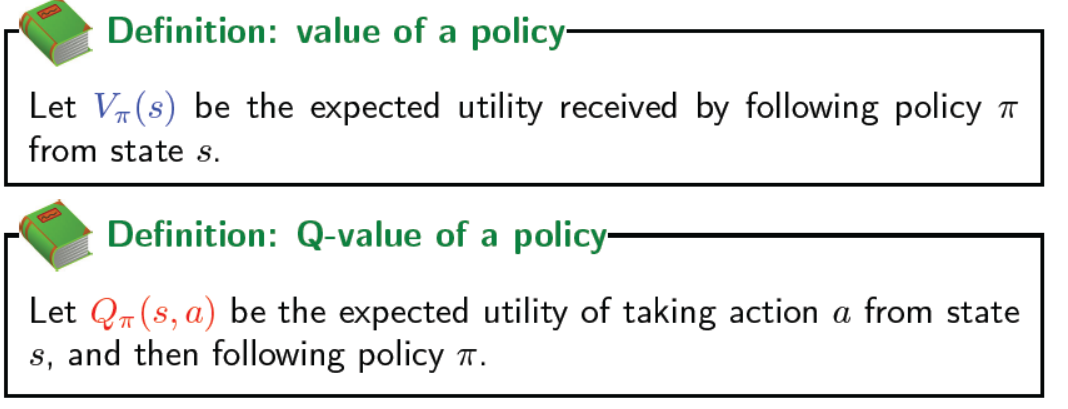 Definition: value of a policy
Let Vπ(s) be the expected utility received by following policy π
from state s.
Definition: Q-value of a policy
Let Qπ(s, a) be the expected utility of taking action a from state
s, and then following policy π.